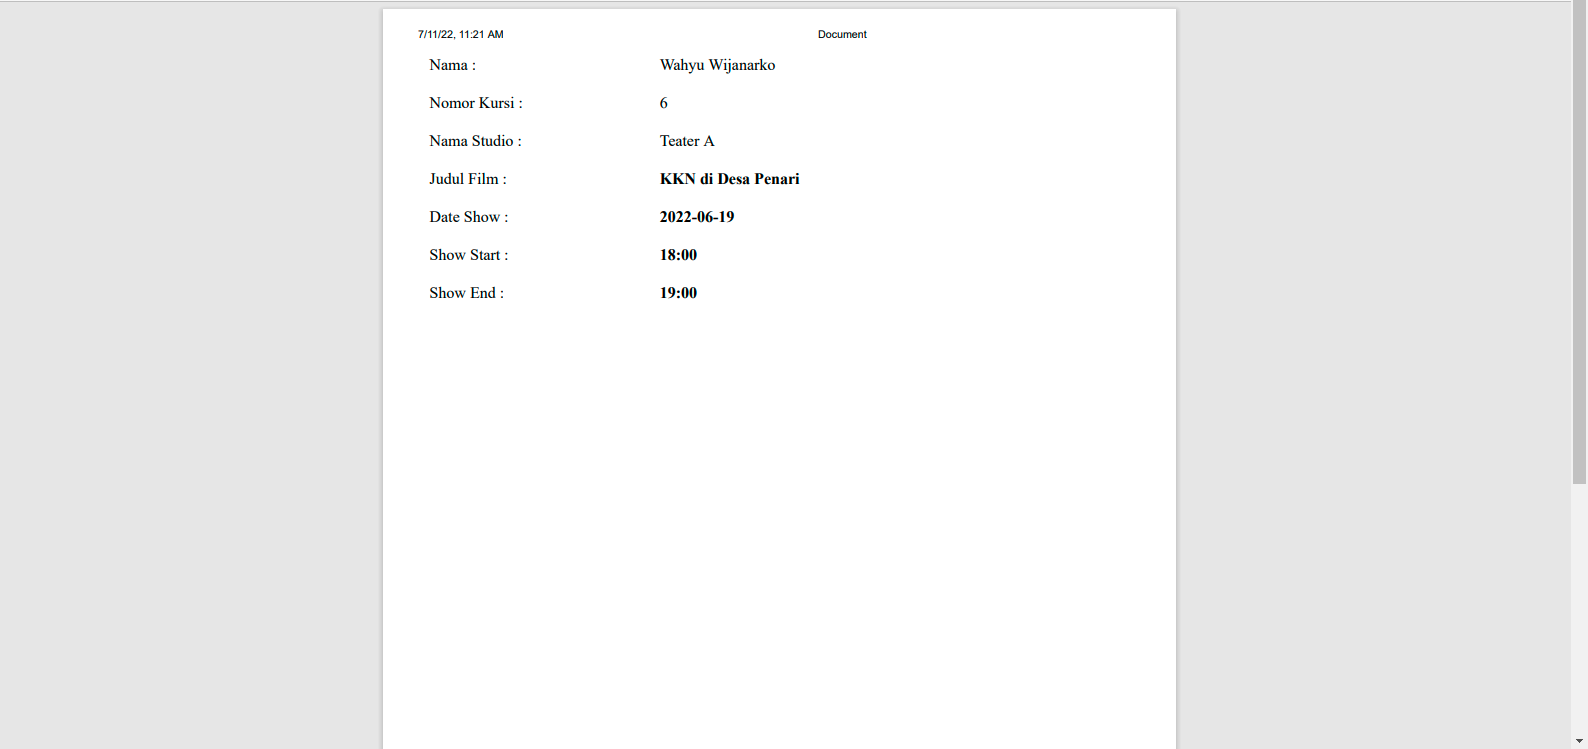 7/11/22, 11:21 AM Document
Nama : Wahyu Wijanarko
Nomor Kursi : 6
Nama Studio : Teater A
Judul Film : KKN di Desa Penari
Date Show : 2022-06-19
Show Start : 18:00
Show End : 19:00